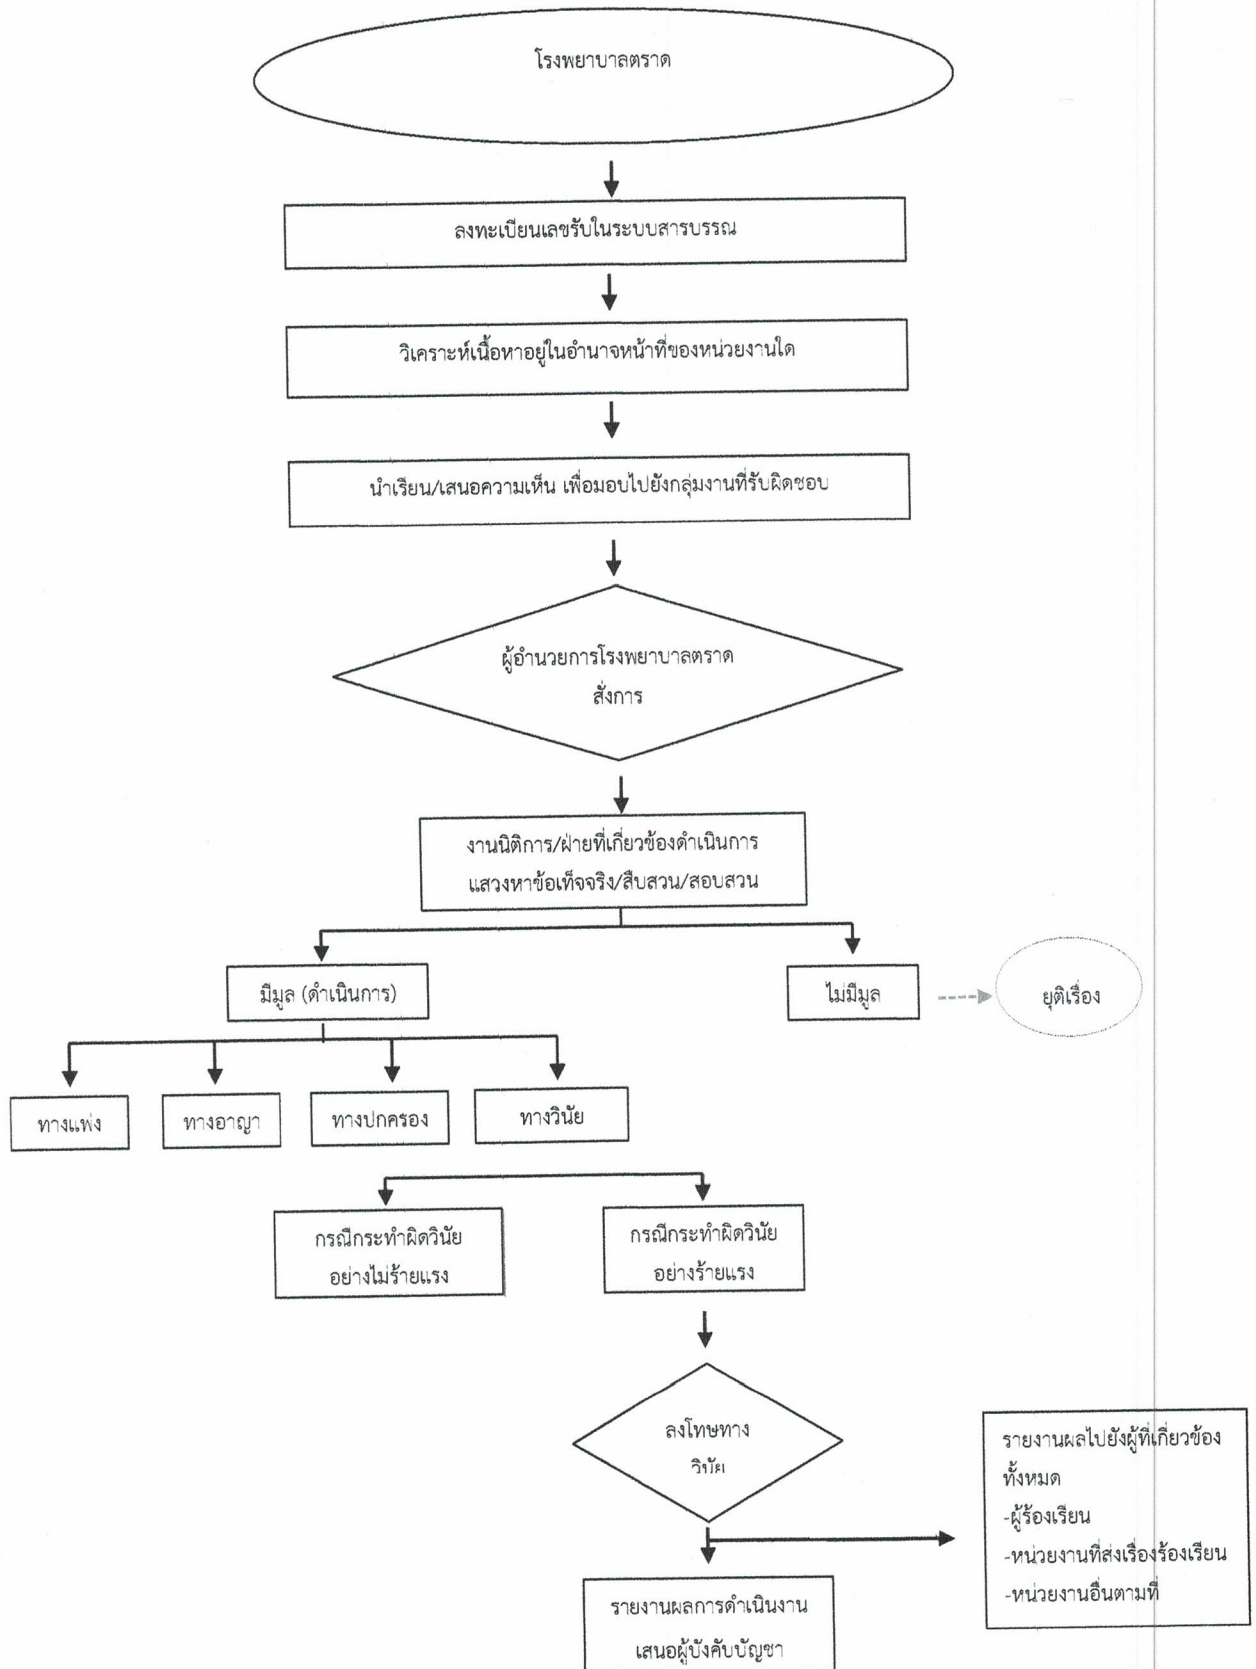 โรงพยาบาลตราด
ลงทะเบียนเลขรับในระบบสารบรรณ
วิเคราะห์เนื้อหาอยู่ในอำนาจหน้าที่ของหน่วยงานใด
นำเรียน/เสนอความเห็น เพื่อมอบไปยังกลุ่มงานที่รับผิดชอบ
ผู้อำนวยการโรงพยาบาลตราด
สั่งการ
งานนิติการ/ฝ่ายที่เกี่ยวข้องดำเนินการ
แสวงหาข้อเท็จจริง/สืบสวน/สอบสวน
มีมูล (ดำเนินการ)
ไม่มีมูล
ยุติเรื่อง
ทางแพ่ง
ทางอาญา
ทางปกครอง
ทางวินัย
กรณีกระทำผิดวินัย
อย่างไม่ร้ายแรง
กรณีกระทำผิดวินัย
อย่างร้ายแรง
ลงโทษทาง
วินัย
รายงานผลไปยังผู้ที่เกี่ยวข้อง
ทั้งหมด
-ผู้ร้องเรียน
-หน่วยงานที่ส่งเรื่องร้องเรียน
-หน่วยงานอื่นตามที่
รายงานผลการดำเนินงาน
เสนอผู้บังคับบัญชา